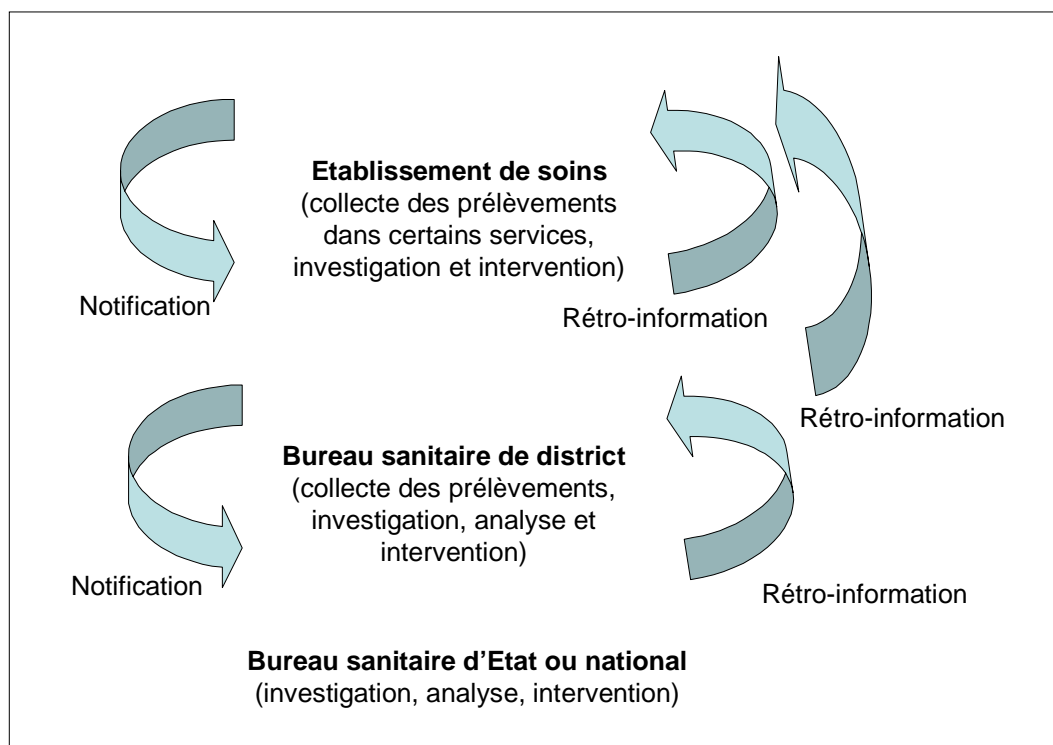 Etablissement de soins
(collecte des prélèvements
dans certains services,
investigation et intervention)
Notification
Rétro-information
Rétro-information
Bureau sanitaire de district
(collecte des prélèvements,
investigation, analyse et
intervention)
Notification
Rétro-information
Bureau sanitaire d’Etat ou national
(investigation, analyse, intervention)